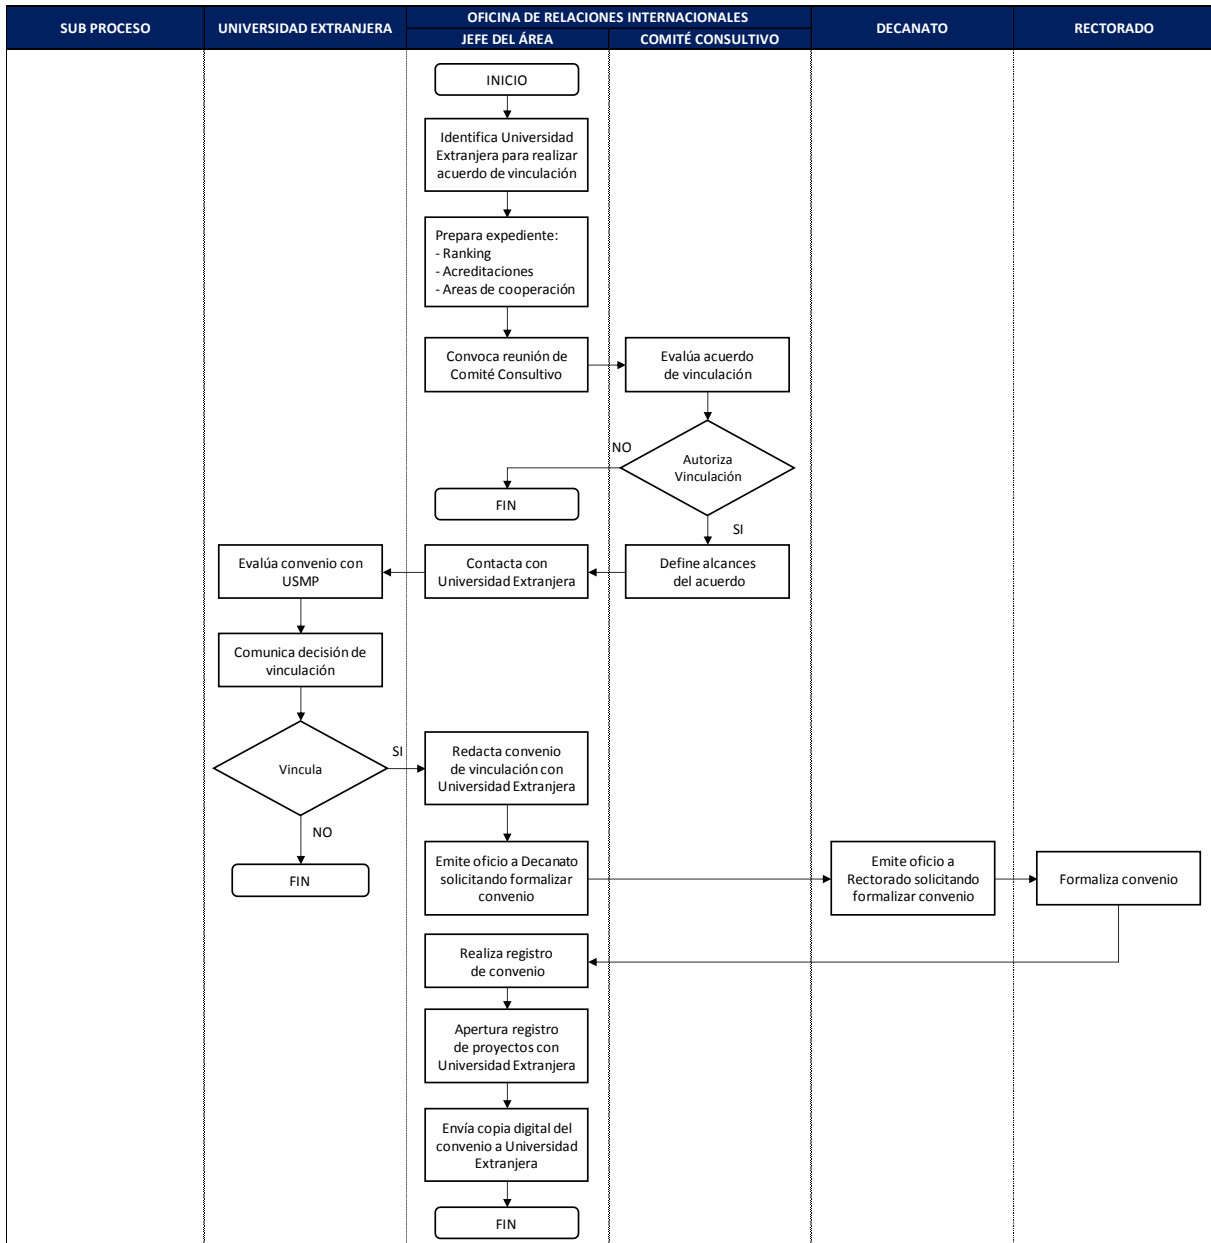 SUB PROCESO
UNIVERSIDAD EXTRANJERA
OFICINA DE RELACIONES INTERNACIONALES
JEFE DEL ÁREA
COMITÉ CONSULTIVO
DECANATO
RECTORADO
INICIO
Identifica Universidad
Extranjera para realizar
acuerdo de vinculación
Prepara expediente:
- Ranking
- Acreditaciones
- Areas de cooperación
Convoca reunión de
Comité Consultivo
Evalúa acuerdo
de vinculación
Autoriza
Vinculación
NO
FIN
SI
Define alcances
del acuerdo
Contacta con
Universidad Extranjera
Evalúa convenio con
USMP
Comunica decisión de
vinculación
Vincula
SI
NO
FIN
Redacta convenio
de vinculación con
Universidad Extranjera
Emite oficio a Decanato
solicitando formalizar
convenio
Emite oficio a
Rectorado solicitando
formalizar convenio
Formaliza convenio
Realiza registro
de convenio
Apertura registro
de proyectos con
Universidad Extranjera
Envía copia digital del
convenio a Universidad
Extranjera
FIN